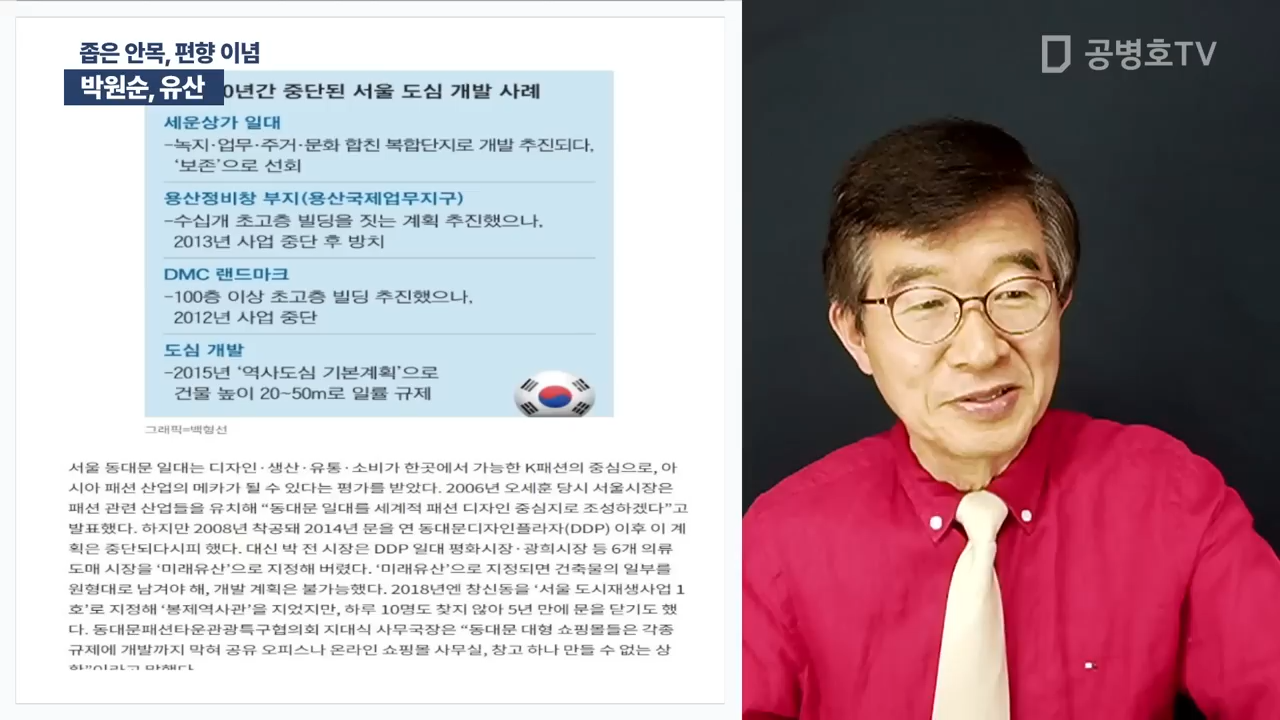 좁은 안목, 편향 이념
박원순, 유산
0년간 중단된 서울 도심 개발 사례
세운상가 일대
-녹지·업무·주거·문화 합친 복합단지로 개발 추진되다,
‘보존’으로 선회
용산정비창 부지(용산국제업무지구)
-수십개 초고층 빌딩을 짓는 계획 추진했으나,
2013년 사업 중단 후 방치
DMC 랜드마크
-100층 이상 초고층 빌딩 추진했으나,
2012년 사업 중단
도심 개발
-2015년 ‘역사도심 기본계획’으로
건물 높이 20~50m로 일률 규제
그래픽=백형선
서울 동대문 일대는 디자인·생산·유통·소비가 한곳에서 가능한 K패션의 중심으로, 아
시아 패션 산업의 메카가 될 수 있다는 평가를 받았다. 2006년 오세훈 당시 서울시장은
패션 관련 산업들을 유치해 “동대문 일대를 세계적 패션 디자인 중심지로 조성하겠다”고
발표했다. 하지만 2008년 착공돼 2014년 문을 연 동대문디자인플라자(DDP) 이후 이 계
획은 중단되다시피 했다. 대신 박 전 시장은 DDP 일대 평화시장·광희시장 등 6개 의류
도매 시장을 ‘미래유산’으로 지정해 버렸다. ‘미래유산’으로 지정되면 건축물의 일부를
원형대로 남겨야 해, 개발 계획은 불가능했다. 2018년엔 창신동을 ‘서울 도시재생사업 1
호’로 지정해 ‘봉제역사관’을 지었지만, 하루 10명도 찾지 않아 5년 만에 문을 닫기도 했
다. 동대문패션타운관광특구협의회 지대식 사무국장은 “동대문 대형 쇼핑몰들은 각종
규제에 개발까지 막혀 공유 오피스나 온라인 쇼핑몰 사무실, 창고 하나 만들 수 없는 상
황”이라고 말했다
공병호TV